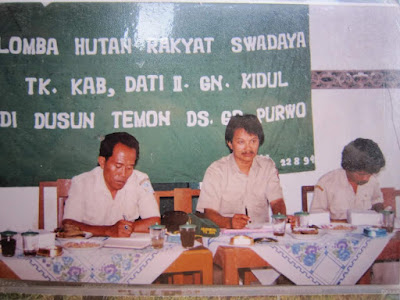 LOMBA HUTAN RAKYAT SWADAYA
TK. KAB, DATI II. GN. KIDUL
DI DUSUN TEMON DS. GR. PURWO
22 8 94